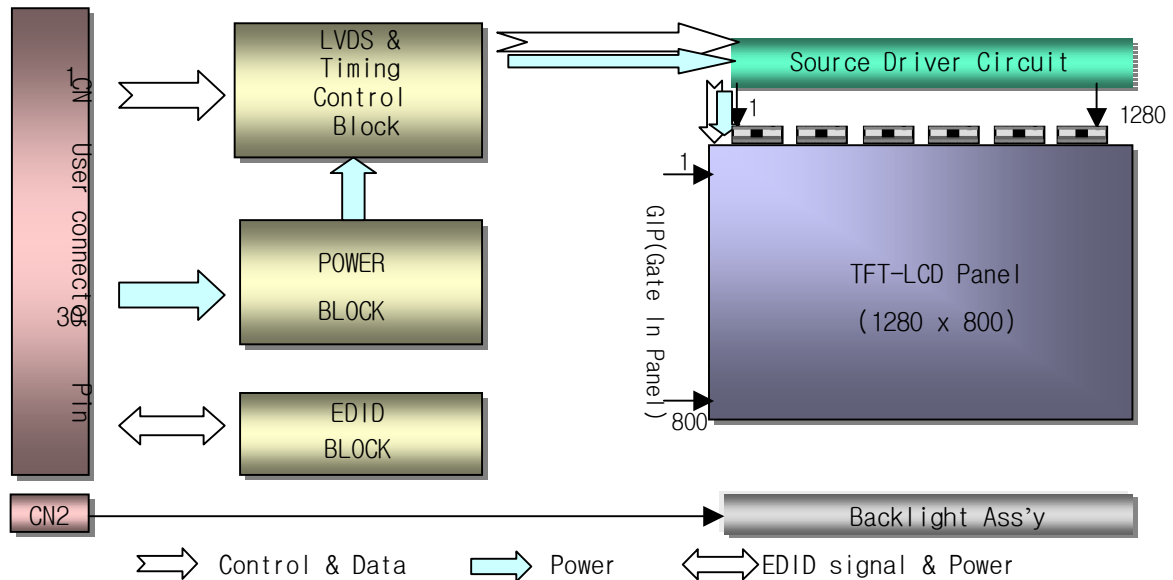 CN
1
User connector
30
Pin
LVDS &
Timing
Control
Block
POWER
BLOCK
EDID
BLOCK
Source Driver Circuit
1
1280
1
GIP(Gate In Panel)
800
TFT-LCD Panel
(1280 x 800)
CN2
Backlight Ass'y
Control & Data
Power
EDID signal & Power